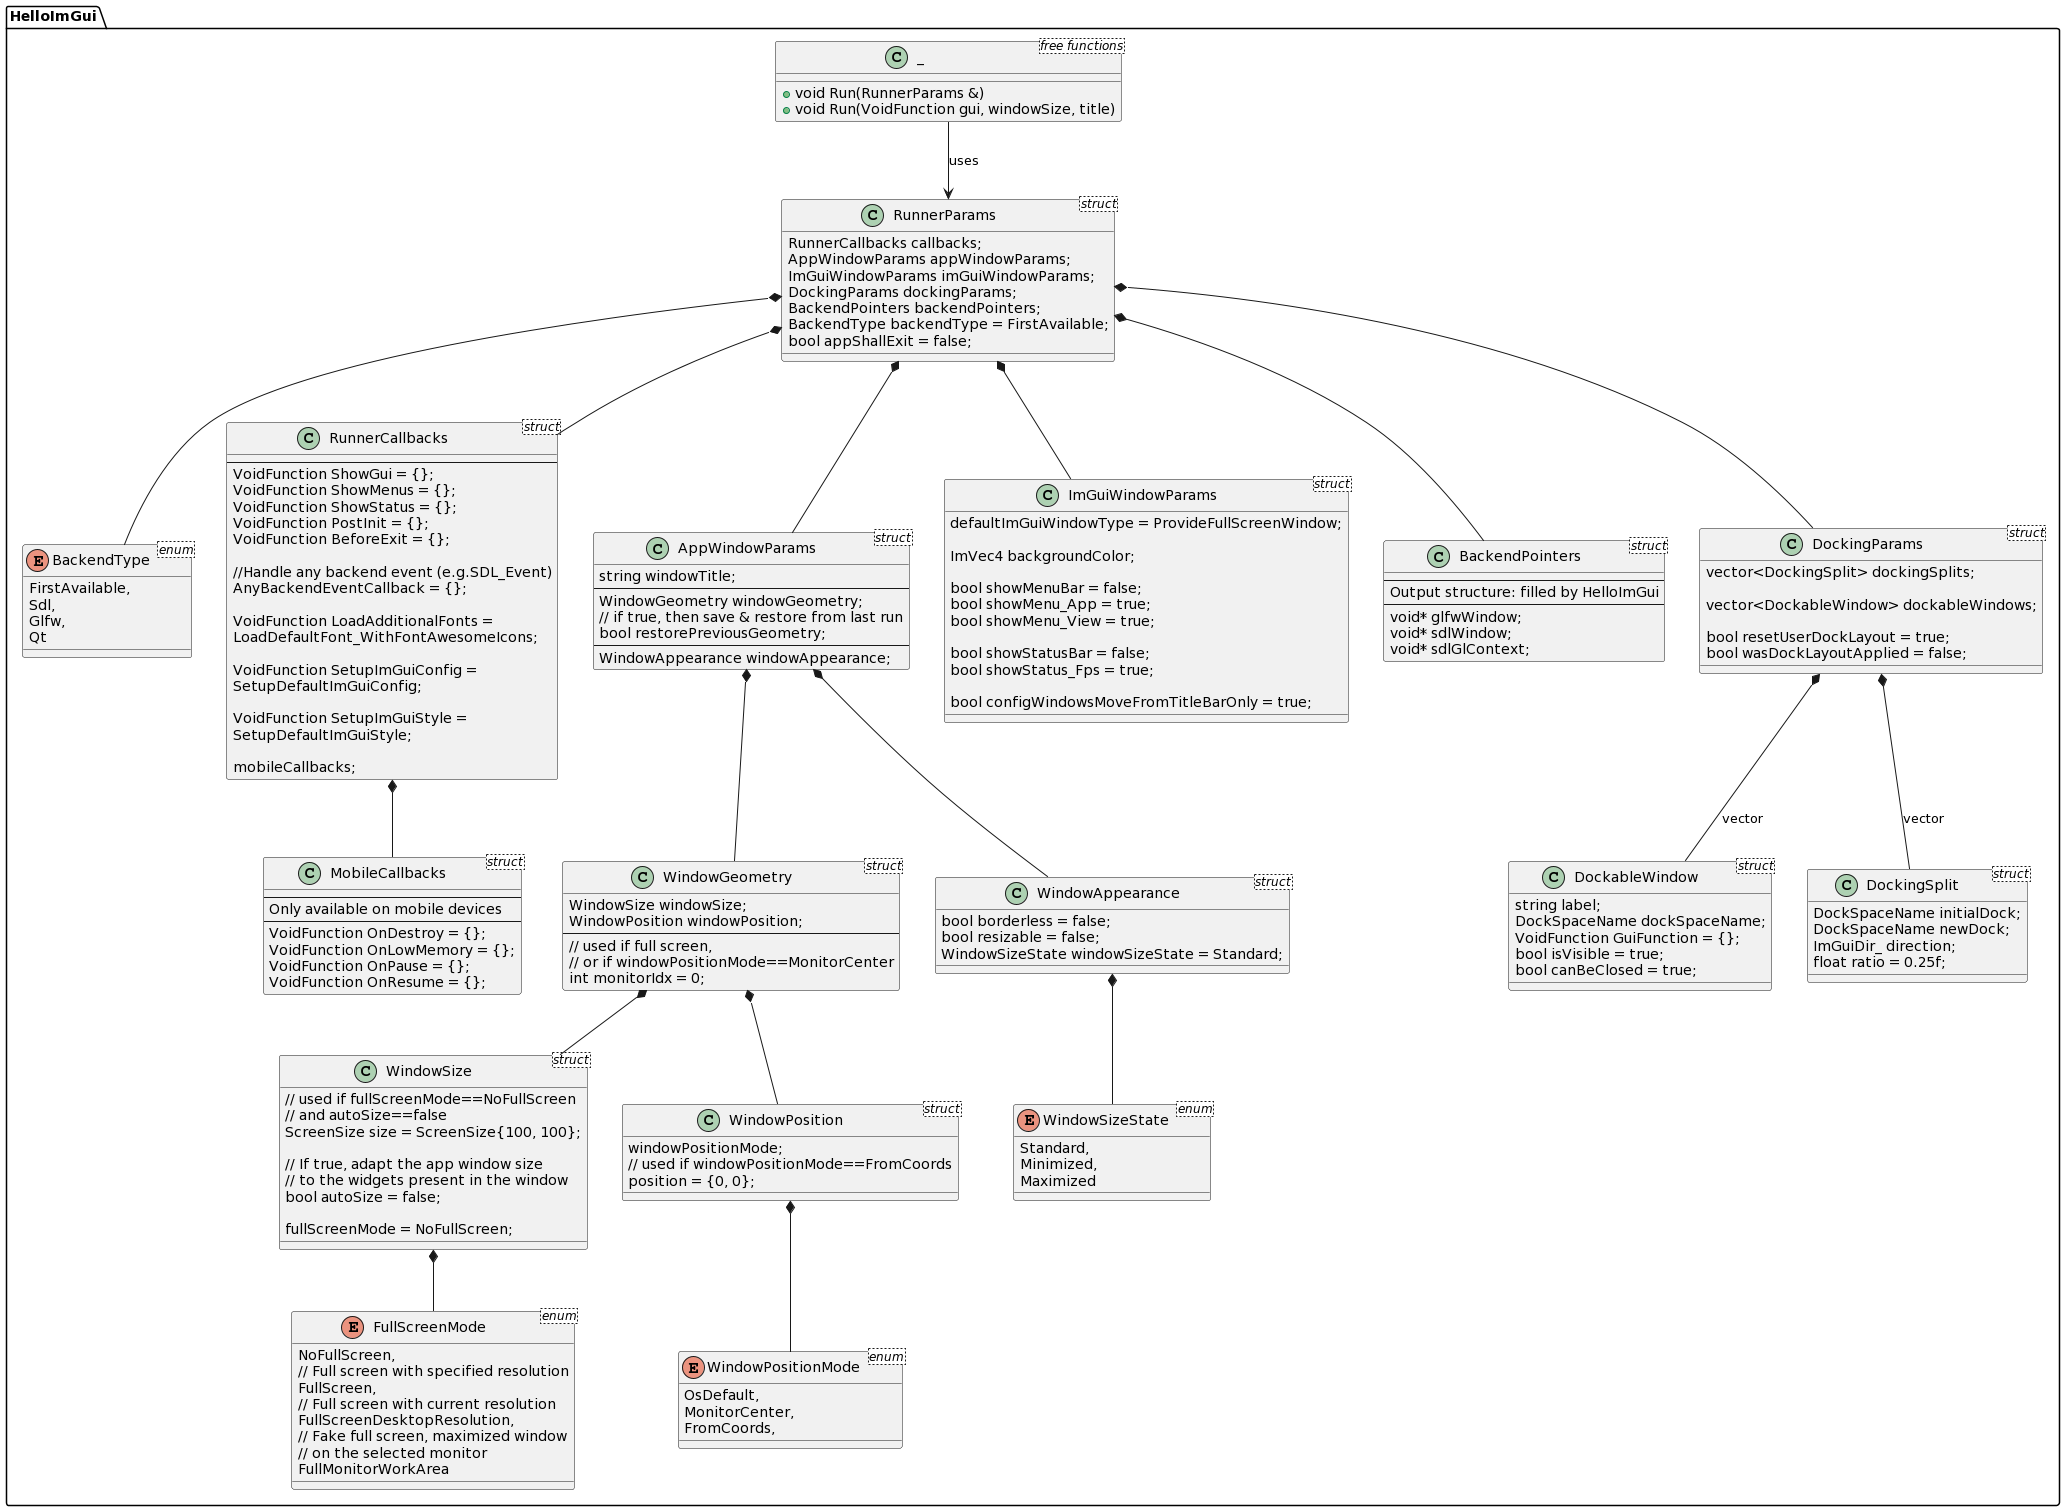 HelloImGui
free functions
C _
void Run(RunnerParams &)
void Run(VoidFunction gui, windowSize, title)
uses
struct
C RunnerParams
RunnerCallbacks callbacks;
AppWindowParams appWindowParams;
ImGuiWindowParams imGuiWindowParams;
DockingParams dockingParams;
BackendPointers backendPointers;
BackendType backendType = FirstAvailable;
bool appShallExit = false;
enum
E BackendType
FirstAvailable,
Sdl,
Glfw,
Qt
struct
C RunnerCallbacks
VoidFunction ShowGui = {};
VoidFunction ShowMenus = {};
VoidFunction ShowStatus = {};
VoidFunction PostInit = {};
VoidFunction BeforeExit = {};
//Handle any backend event (e.g.SDL_Event)
AnyBackendEventCallback = {};
VoidFunction LoadAdditionalFonts =
LoadDefaultFont_WithFontAwesomeIcons;
VoidFunction SetupImGuiConfig =
SetupDefaultImGuiConfig;
VoidFunction SetupImGuiStyle =
SetupDefaultImGuiStyle;
mobileCallbacks;
struct
C AppWindowParams
string windowTitle;
WindowGeometry windowGeometry;
// if true, then save & restore from last run
bool restorePreviousGeometry;
WindowAppearance windowAppearance;
struct
C ImGuiWindowParams
defaultImGuiWindowType = ProvideFullScreenWindow;
ImVec4 backgroundColor;
bool showMenuBar = false;
bool showMenu_App = true;
bool showMenu_View = true;
bool showStatusBar = false;
bool showStatus_Fps = true;
bool configWindowsMoveFromTitleBarOnly = true;
struct
C BackendPointers
Output structure: filled by HelloImGui
void* glfwWindow;
void* sdlWindow;
void* sdlGlContext;
struct
C DockingParams
vector<DockingSplit> dockingSplits;
vector<DockableWindow> dockableWindows;
bool resetUserDockLayout = true;
bool wasDockLayoutApplied = false;
vector
vector
struct
C MobileCallbacks
Only available on mobile devices
VoidFunction OnDestroy = {};
VoidFunction OnLowMemory = {};
VoidFunction OnPause = {};
VoidFunction OnResume = {};
struct
C WindowGeometry
WindowSize windowSize;
WindowPosition windowPosition;
// used if full screen,
// or if windowPositionMode==MonitorCenter
int monitorIdx = 0;
struct
C WindowAppearance
bool borderless = false;
bool resizable = false;
WindowSizeState windowSizeState = Standard;
struct
C DockableWindow
string label;
DockSpaceName dockSpaceName;
VoidFunction GuiFunction = {};
bool isVisible = true;
bool canBeClosed = true;
struct
C DockingSplit
DockSpaceName initialDock;
DockSpaceName newDock;
ImGuiDir_ direction;
float ratio = 0.25f;
struct
C WindowSize
// used if fullScreenMode==NoFullScreen
// and autoSize==false
ScreenSize size = ScreenSize{100, 100};
// If true, adapt the app window size
// to the widgets present in the window
bool autoSize = false;
fullScreenMode = NoFullScreen;
struct
C WindowPosition
windowPositionMode;
// used if windowPositionMode==FromCoords
position = {0, 0};
enum
E WindowSizeState
Standard,
Minimized,
Maximized
enum
E FullScreenMode
NoFullScreen,
// Full screen with specified resolution
FullScreen,
// Full screen with current resolution
FullScreenDesktopResolution,
// Fake full screen, maximized window
// on the selected monitor
FullMonitorWorkArea
enum
E WindowPositionMode
OsDefault,
MonitorCenter,
FromCoords,